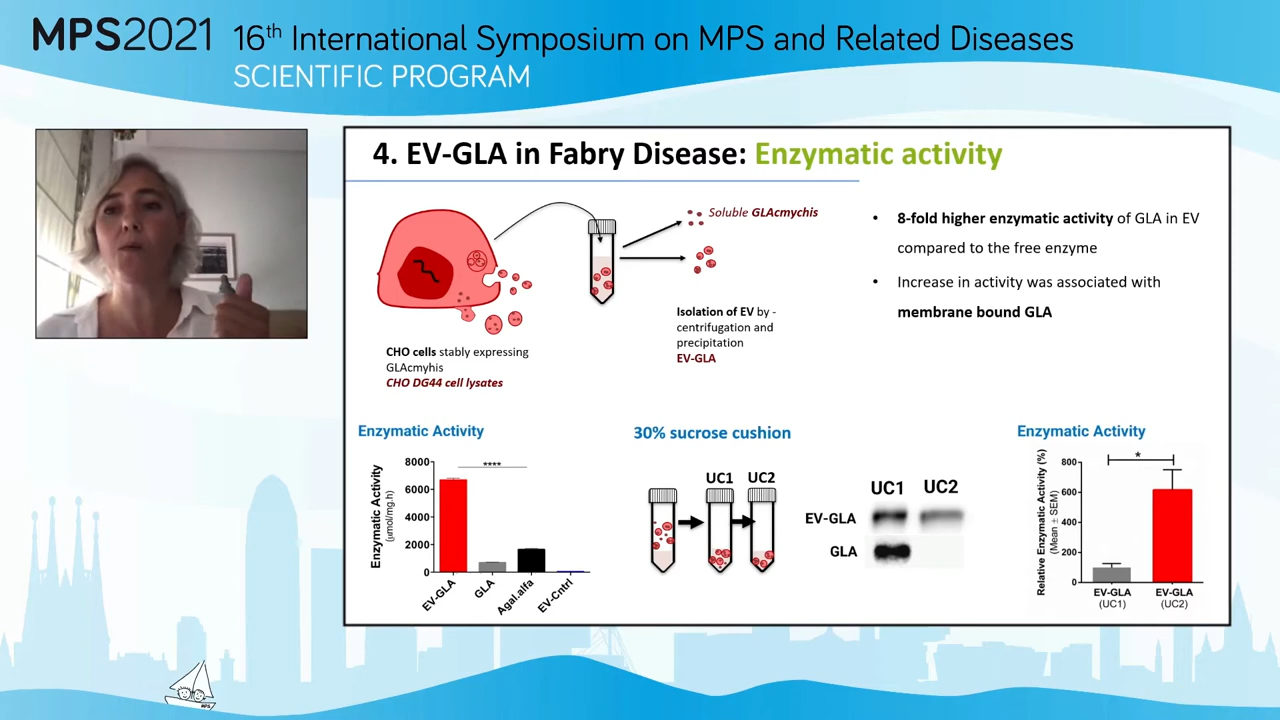 MPS2021 16th International Symposium on MPS and Related Diseases
SCIENTIFIC PROGRAM
4. EV-GLA in Fabry Disease: Enzymatic activity
Soluble GLAcmychis
Isolation of EV by -
centrifugation and
precipitation
EV-GLA
CHO cells stably expressing
GLAcmyhis
CHO DG44 cell lysates
• 8-fold higher enzymatic activity of GLA in EV
compared to the free enzyme
• Increase in activity was associated with
membrane bound GLA
Enzymatic Activity
Enzymatic Activity
(µmol/mg.h)
8000
6000
4000
2000
0
****
EV-GLA
GLA
Agal.alfa
EV-Cntrl
30% sucrose cushion
UC1 UC2
UC1 UC2
EV-GLA
GLA
Enzymatic Activity
Relative Enzymatic Activity (%)
(Mean ± SEM)
800
600
400
200
0
*
EV-GLA
(UC1)
EV-GLA
(UC2)
MPS